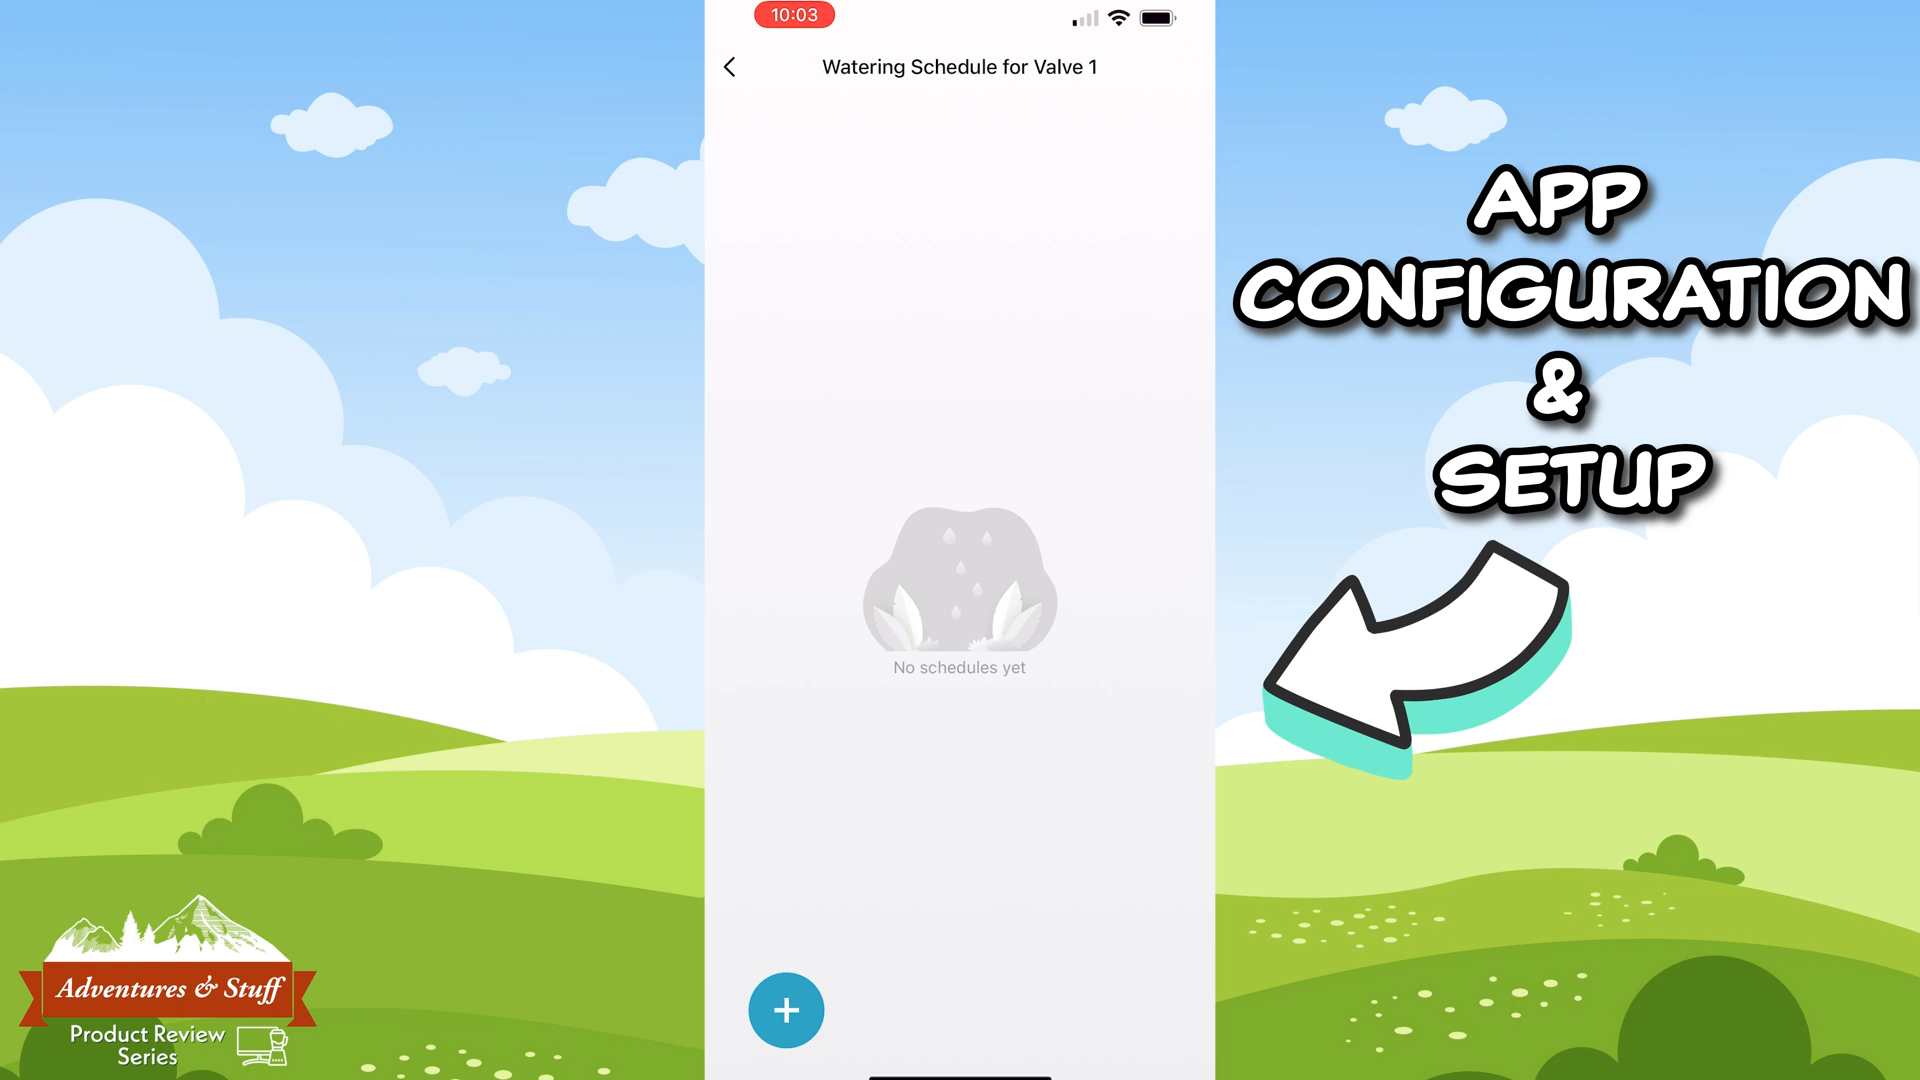 10:03
Watering Schedule for Valve 1
APP
CONFIGURATION
&
SETUP
No schedules yet
Adventures & Stuff
Product Review
Series